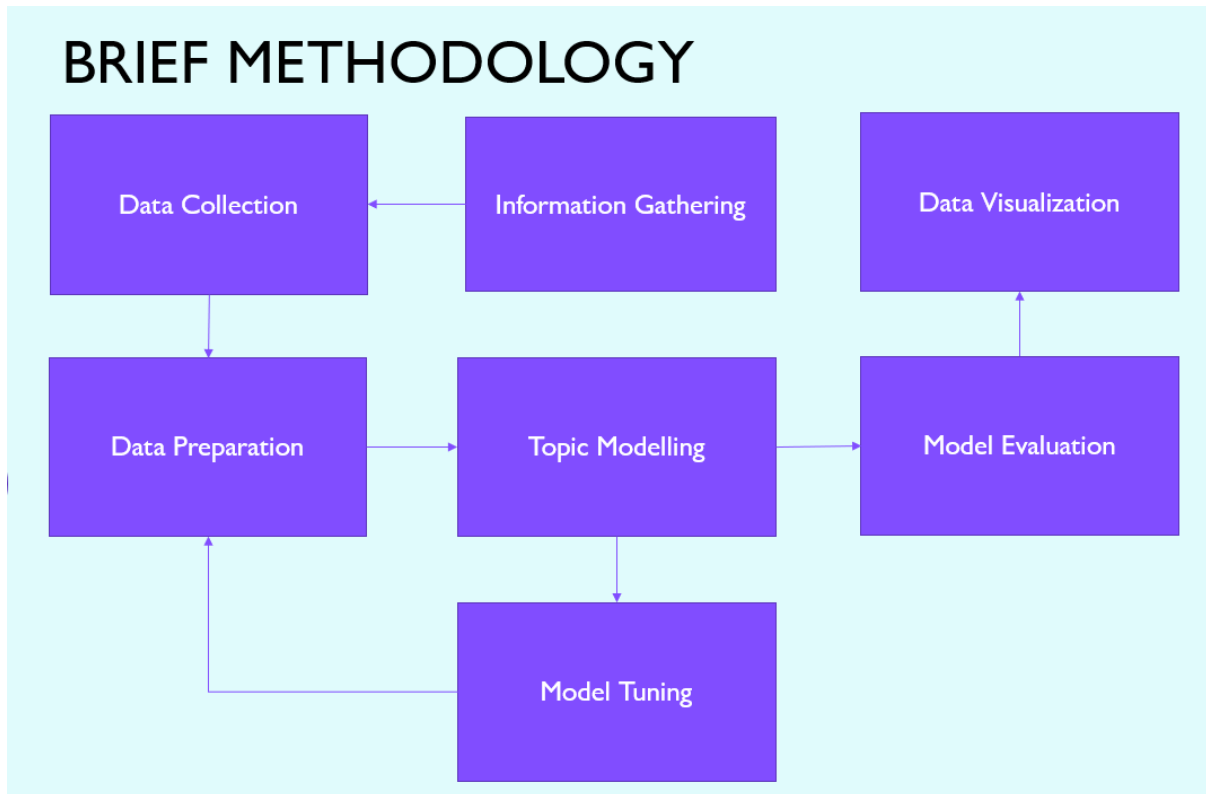 BRIEF METHODOLOGY
Data Collection
Information Gathering
Data Visualization
Data Preparation
Topic Modelling
Model Evaluation
Model Tuning